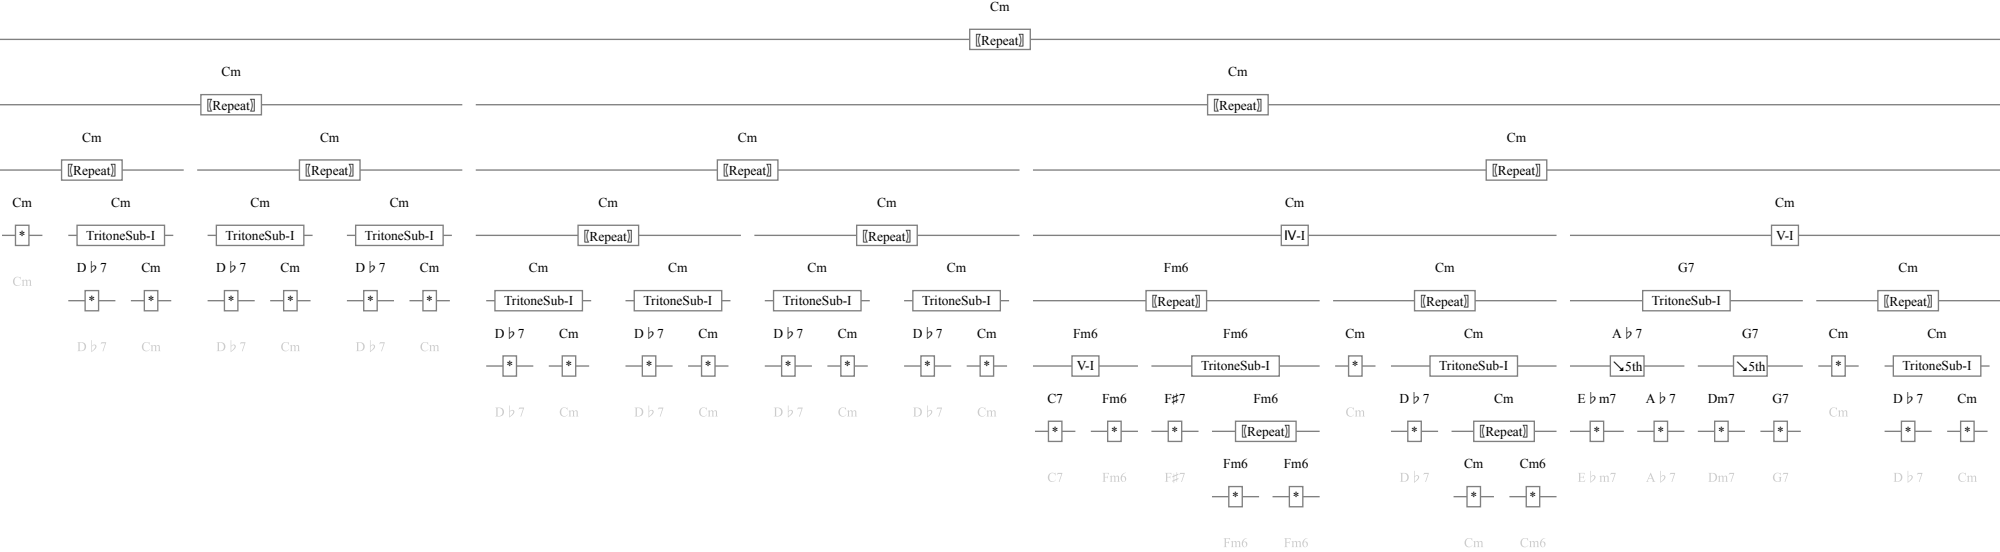 Cm
〚Repeat〛
Cm Cm
〚Repeat〛 〚Repeat〛
Cm Cm Cm Cm
〚Repeat〛 〚Repeat〛 〚Repeat〛 〚Repeat〛
Cm Cm Cm Cm Cm Cm Cm Cm
* TritoneSub-I TritoneSub-I TritoneSub-I 〚Repeat〛 〚Repeat〛 Ⅳ-I V-I
Cm D♭7 Cm D♭7 Cm D♭7 Cm Cm Cm Cm Cm Fm6 Cm G7 Cm
* * * * * * TritoneSub-I TritoneSub-I TritoneSub-I TritoneSub-I 〚Repeat〛 〚Repeat〛 TritoneSub-I 〚Repeat〛
D♭7 Cm D♭7 Cm D♭7 Cm D♭7 Cm D♭7 Cm D♭7 Cm D♭7 Cm Fm6 Fm6 Cm Cm A♭7 G7 Cm Cm
* * * * * * * * V-I TritoneSub-I * TritoneSub-I ↘5th ↘5th * TritoneSub-I
D♭7 Cm D♭7 Cm D♭7 Cm D♭7 Cm C7 Fm6 F♯7 Fm6 Cm D♭7 Cm E♭m7 A♭7 Dm7 G7 Cm D♭7 Cm
* * * 〚Repeat〛 * 〚Repeat〛 * * * * * *
C7 Fm6 F♯7 Fm6 Fm6 D♭7 Cm Cm6 E♭m7 A♭7 Dm7 G7 D♭7 Cm
* * * *
Fm6 Fm6 Cm Cm6